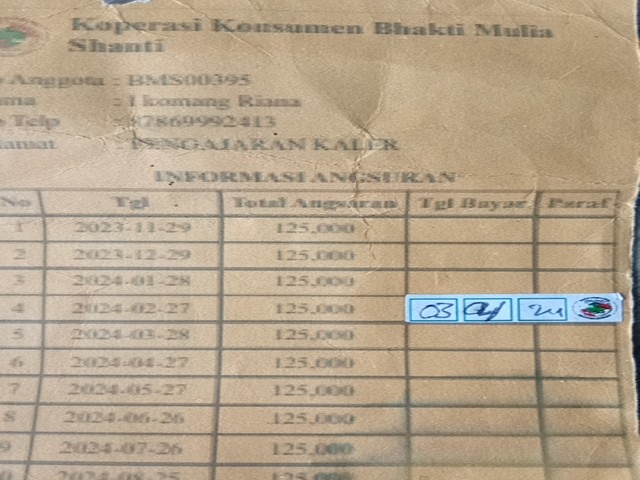 Koperasi Konsumen Bhakti Mulia
Shanti
Anggota : BMS00395
: I komang Riana
Telp : 87869992413
: PENGAJARAN KALER
INFORMASI ANGSURAN
No Tgl Total Angsuran Tgl Bayar Paraf
1 2023-11-29 125,000
2 2023-12-29 125,000
3 2024-01-28 125,000
4 2024-02-27 125,000 03 04 24
5 2024-03-28 125,000
6 2024-04-27 125,000
7 2024-05-27 125,000
8 2024-06-26 125,000
9 2024-07-26 125,000
2024-08-25 125,000